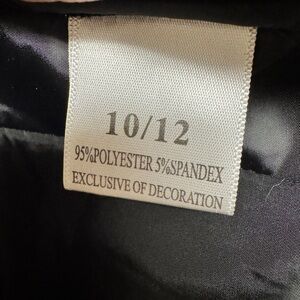 10/12
95%POLYESTER 5%SPANDEX
EXCLUSIVE OF DECORATION